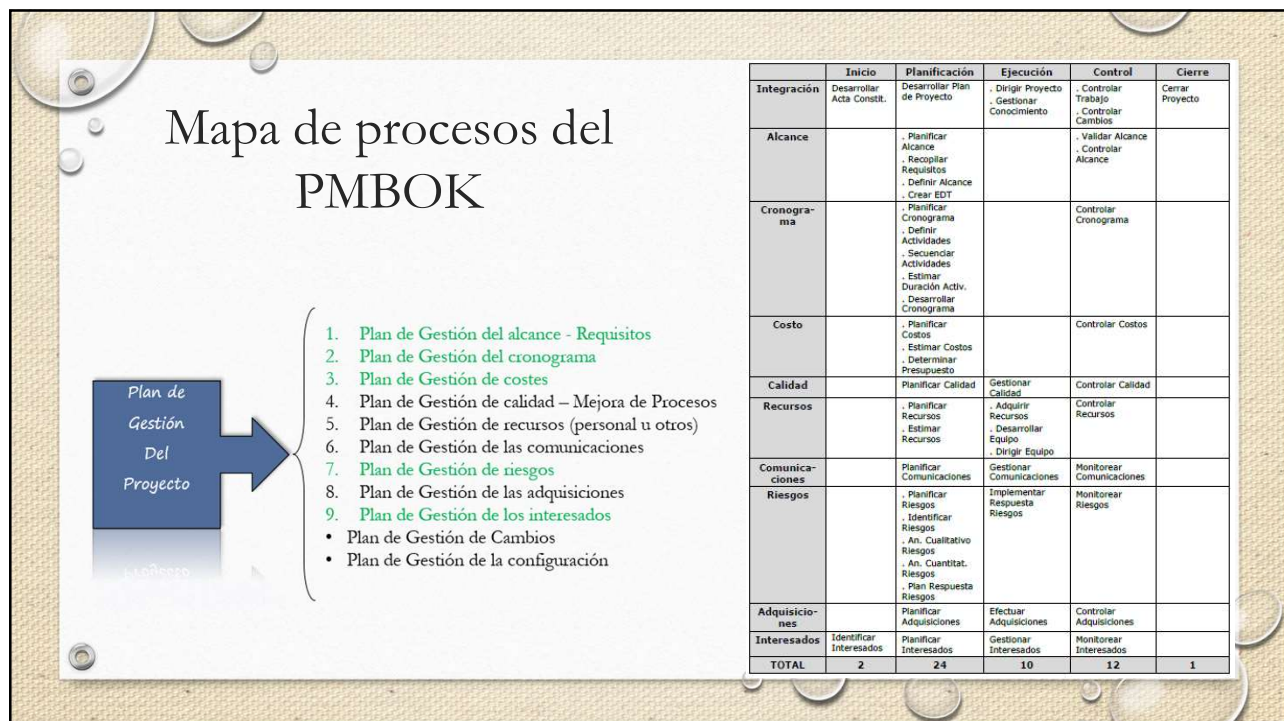 Mapa de procesos del
PMBOK
Plan de
Gestión
Del
Proyecto
1. Plan de Gestión del alcance - Requisitos
2. Plan de Gestión del cronograma
3. Plan de Gestión de costes
4. Plan de Gestión de calidad – Mejora de Procesos
5. Plan de Gestión de recursos (personal u otros)
6. Plan de Gestión de las comunicaciones
7. Plan de Gestión de riesgos
8. Plan de Gestión de las adquisiciones
9. Plan de Gestión de los interesados
• Plan de Gestión de Cambios
• Plan de Gestión de la configuración
Inicio Planificación Ejecución Control Cierre
Integración
Desarrollar
Acta Constit.
Desarrollar Plan
de Proyecto
. Dirigir Proyecto
. Gestionar
Conocimiento
. Controlar
Trabajo
. Controlar
Cambios
Cerrar
Proyecto
Alcance
. Planificar
Alcance
. Recopilar
Requisitos
. Definir Alcance
. Crear EDT
. Validar Alcance
. Controlar
Alcance
Cronogra-
ma
. Planificar
Cronograma
. Definir
Actividades
. Secuenciar
Actividades
. Estimar
Duración Activ.
. Desarrollar
Cronograma
Controlar
Cronograma
Costo
. Planificar
Costos
. Estimar Costos
. Determinar
Presupuesto
Controlar Costos
Calidad
Planificar Calidad
Gestionar
Calidad
Controlar Calidad
Recursos
. Planificar
Recursos
. Estimar
Recursos
. Adquirir
Recursos
. Desarrollar
Equipo
. Dirigir Equipo
Controlar
Recursos
Comunica-
ciones
Planificar
Comunicaciones
Gestionar
Comunicaciones
Monitorear
Comunicaciones
Riesgos
. Planificar
Riesgos
. Identificar
Riesgos
. An. Cualitativo
Riesgos
. An. Cuantitat.
Riesgos
. Plan Respuesta
Riesgos
Implementar
Respuesta
Riesgos
Monitorear
Riesgos
Adquisicio-
nes
Planificar
Adquisiciones
Efectuar
Adquisiciones
Controlar
Adquisiciones
Interesados
Identificar
Interesados
Planificar
Interesados
Gestionar
Interesados
Monitorear
Interesados
TOTAL 2 24 10 12 1